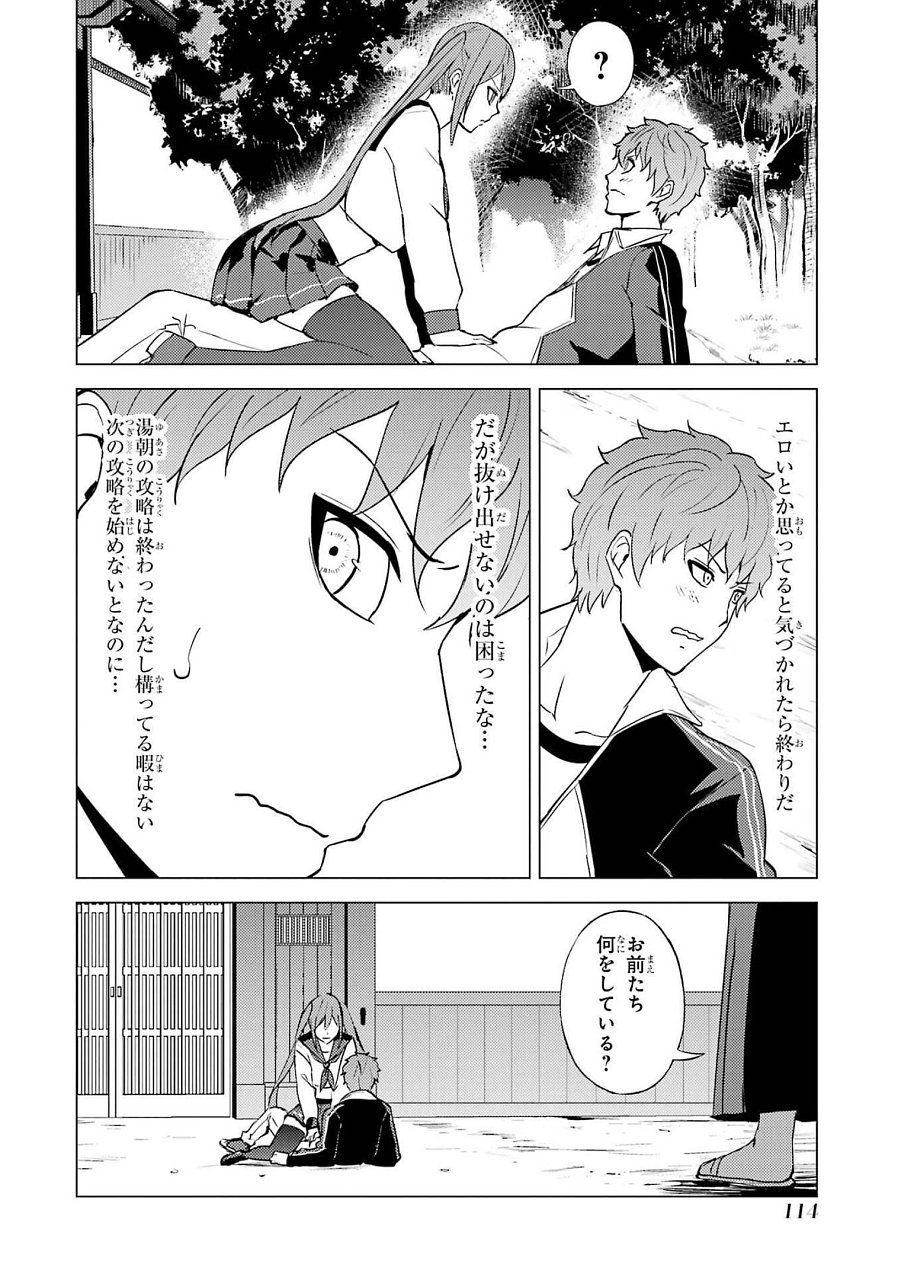 ?
エロいとか思ってると気づかれたら終わりだ
だが抜け出せないのは困ったな…
湯朝の攻略は終わったんだし構ってる暇はない
次の攻略を始めないとなのに…
お前たち
何をしている?
114